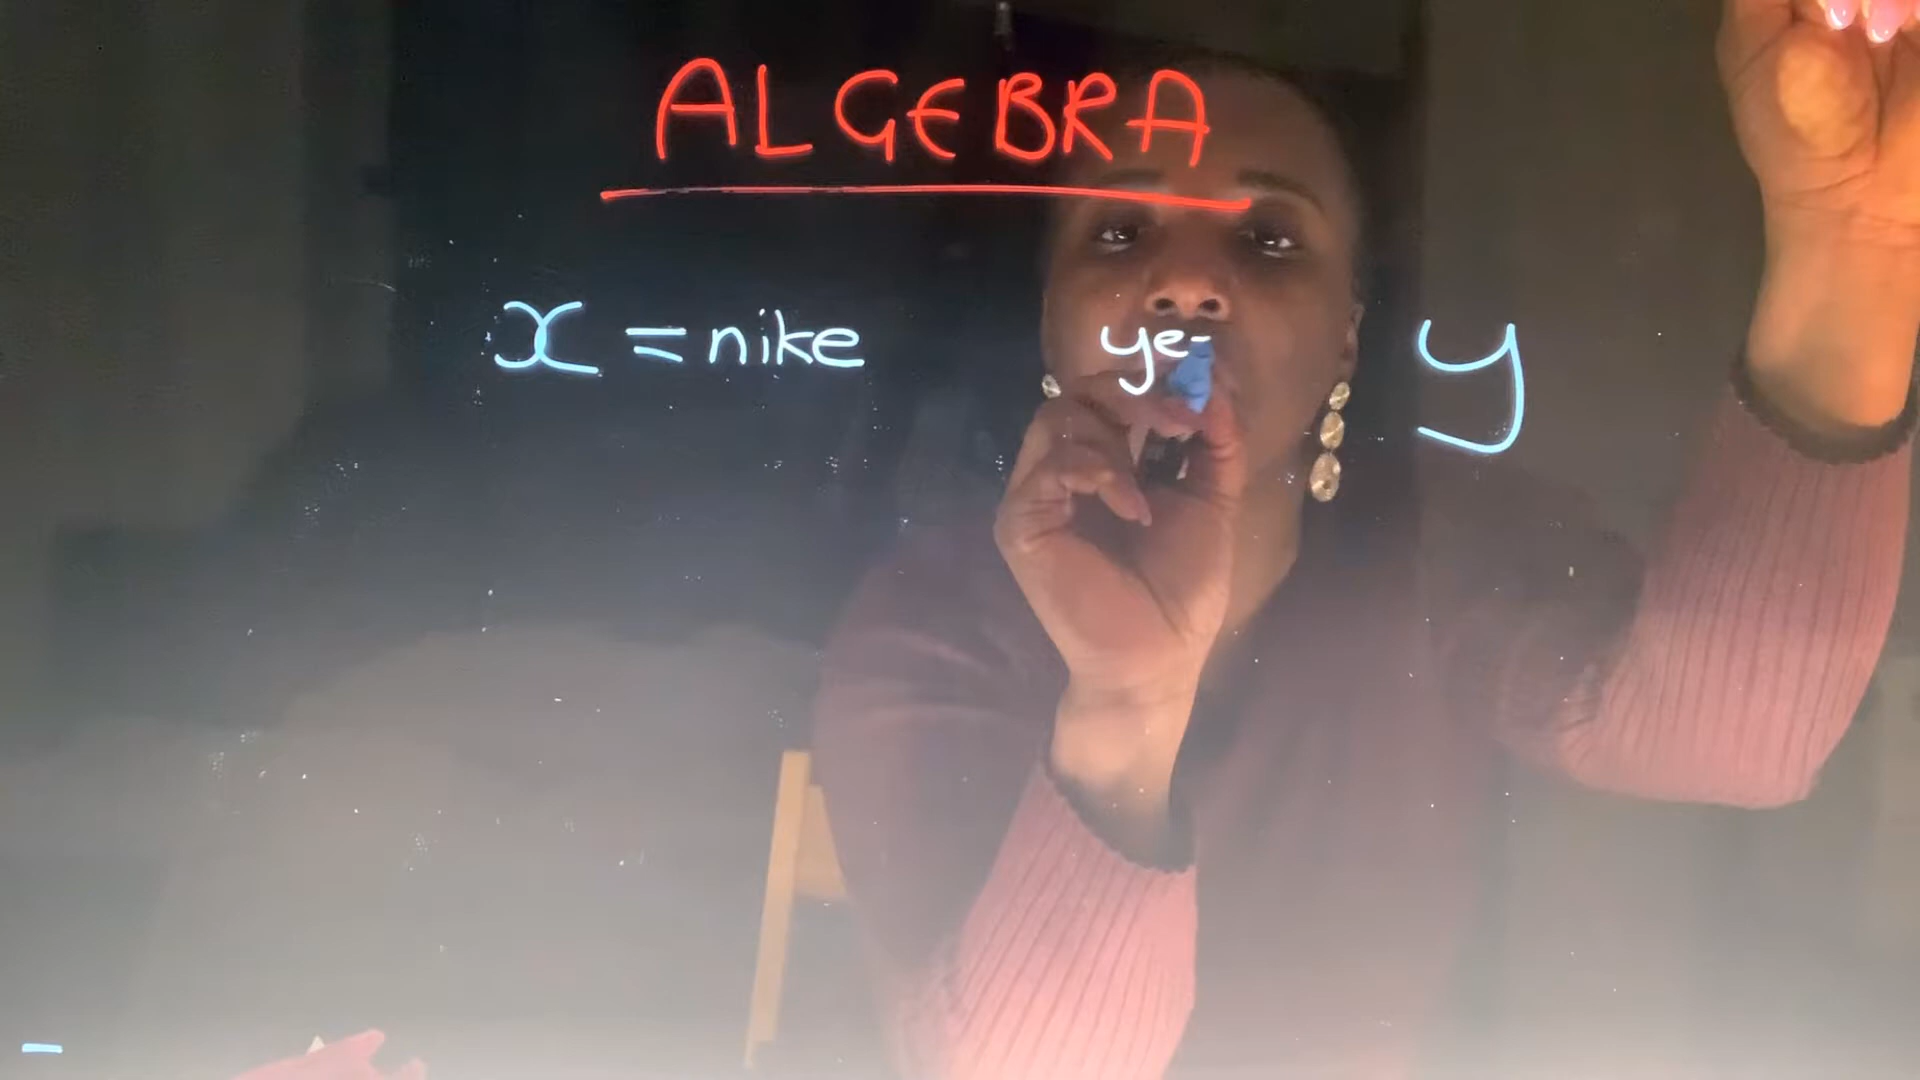 ALGEBRA
x = nike ye y